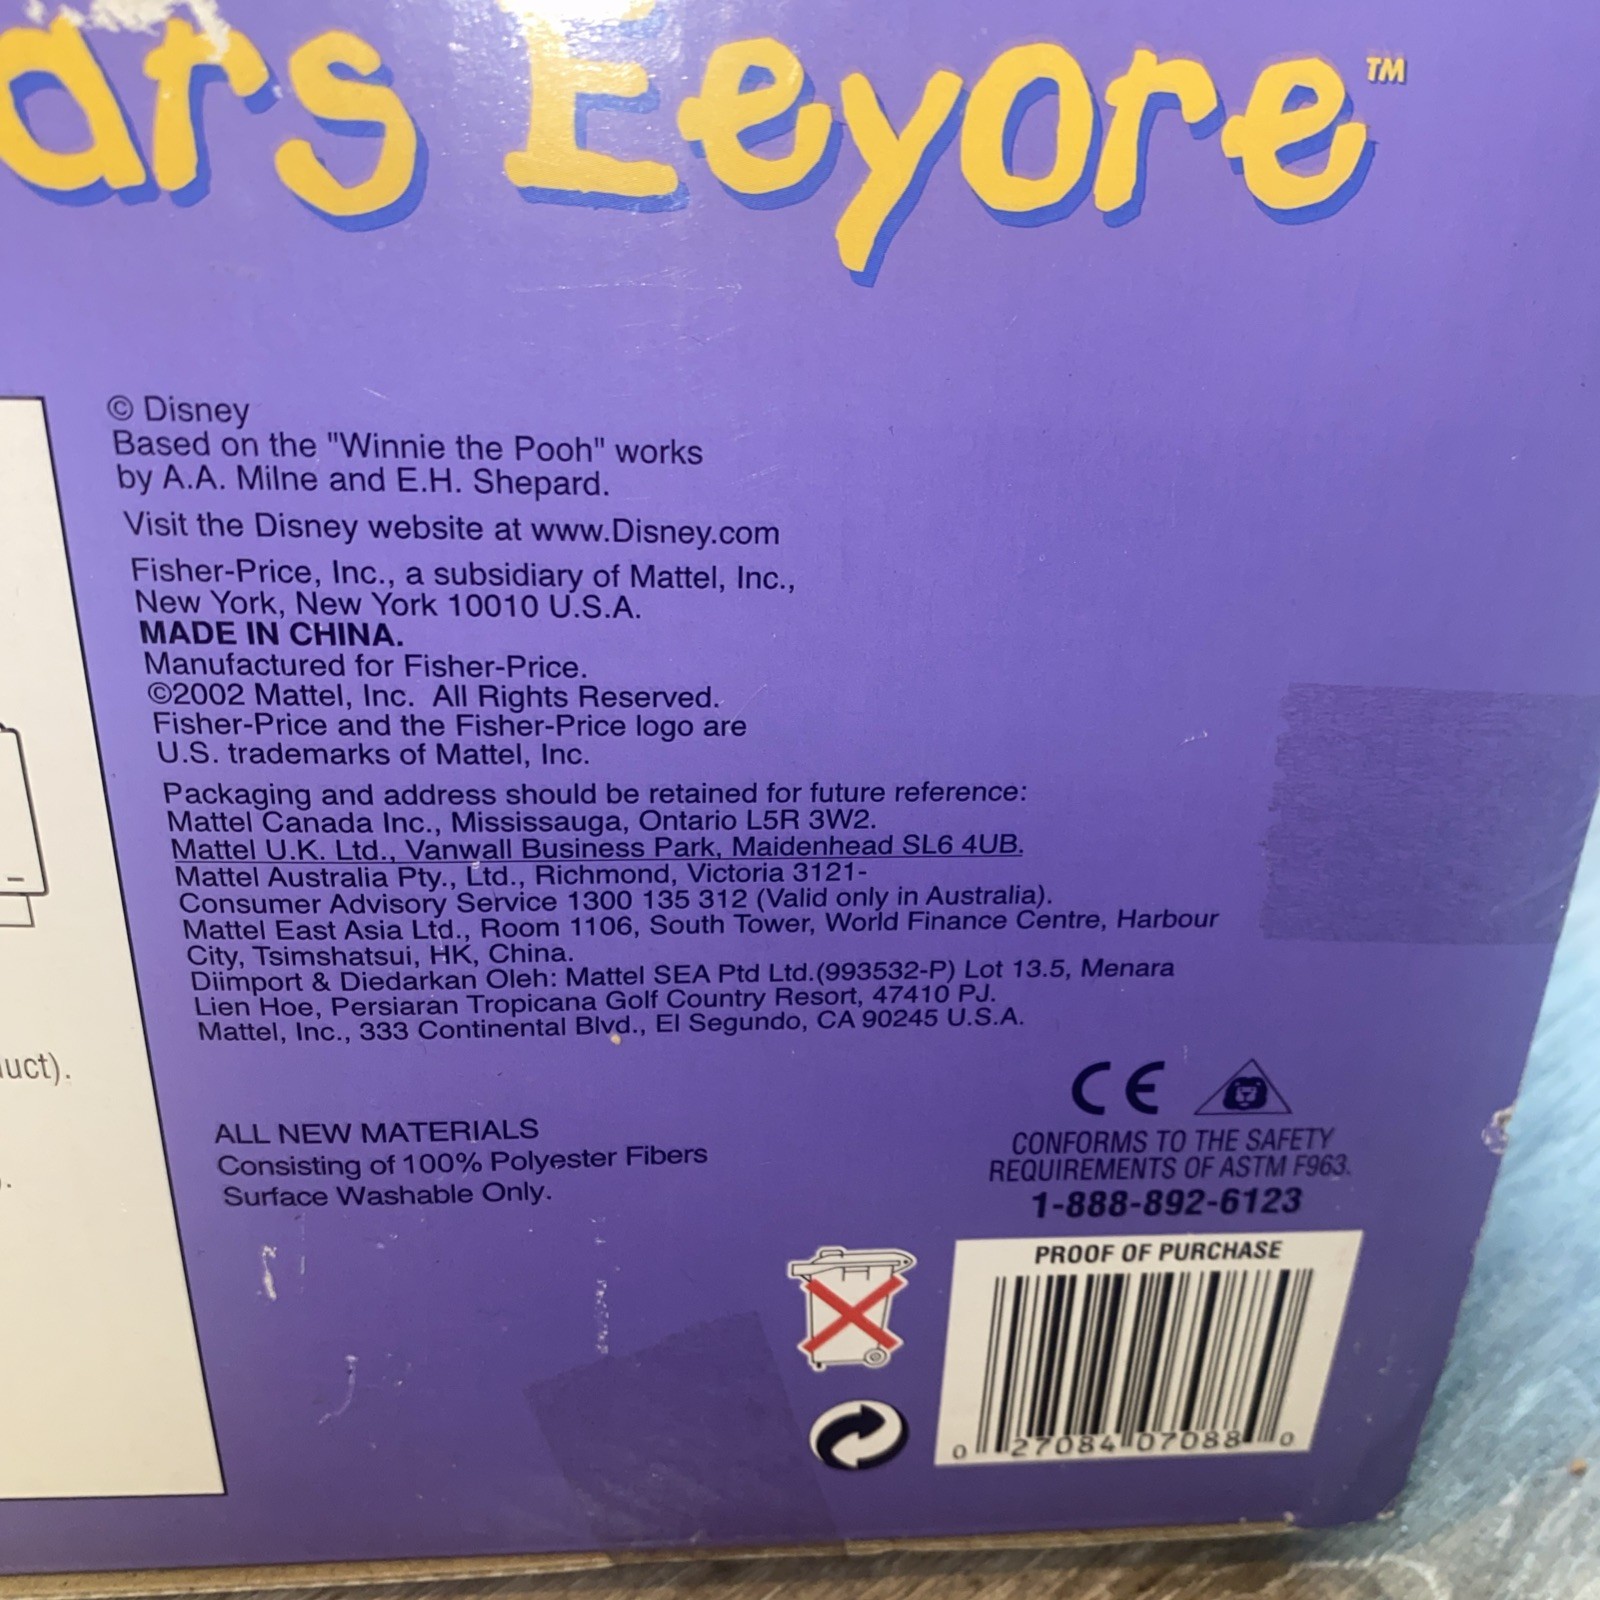 ars Eeyore™
© Disney
Based on the "Winnie the Pooh" works
by A.A. Milne and E.H. Shepard.
Visit the Disney website at www.Disney.com
Fisher-Price, Inc., a subsidiary of Mattel, Inc.,
New York, New York 10010 U.S.A.
MADE IN CHINA.
Manufactured for Fisher-Price.
©2002 Mattel, Inc. All Rights Reserved.
Fisher-Price and the Fisher-Price logo are
U.S. trademarks of Mattel, Inc.
Packaging and address should be retained for future reference:
Mattel Canada Inc., Mississauga, Ontario L5R 3W2.
Mattel U.K. Ltd., Vanwall Business Park, Maidenhead SL6 4UB.
Mattel Australia Pty., Ltd., Richmond, Victoria 3121-
Consumer Advisory Service 1300 135 312 (Valid only in Australia).
Mattel East Asia Ltd., Room 1106, South Tower, World Finance Centre, Harbour
City, Tsimshatsui, HK, China.
Diimport & Diedarkan Oleh: Mattel SEA Ptd Ltd.(993532-P) Lot 13.5, Menara
Lien Hoe, Persiaran Tropicana Golf Country Resort, 47410 PJ.
Mattel, Inc., 333 Continental Blvd., El Segundo, CA 90245 U.S.A.
uct).
ALL NEW MATERIALS
Consisting of 100% Polyester Fibers
Surface Washable Only.
CE
CONFORMS TO THE SAFETY
REQUIREMENTS OF ASTM F963.
1-888-892-6123
PROOF OF PURCHASE
0 27084 07088 0